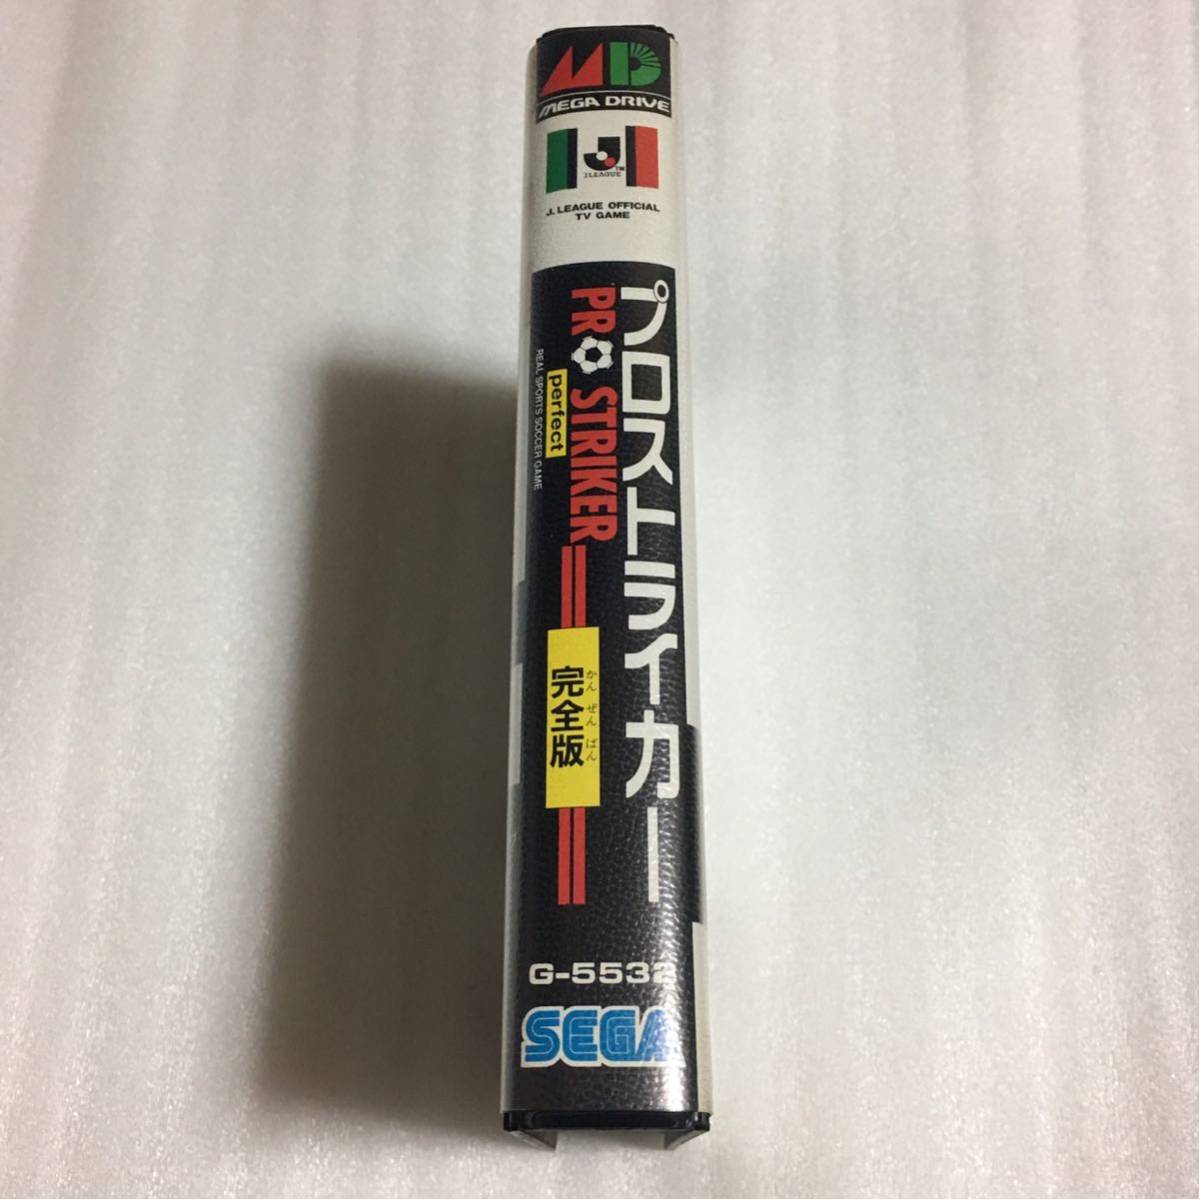 MD
MEGA DRIVE
J.LEAGUE™
J. LEAGUE OFFICIAL
TV GAME
プロストライカー
PRO STRIKER
perfect
REAL SPORTS SOCCER GAME
かんぜんばん
完全版
G-5532
SEGA